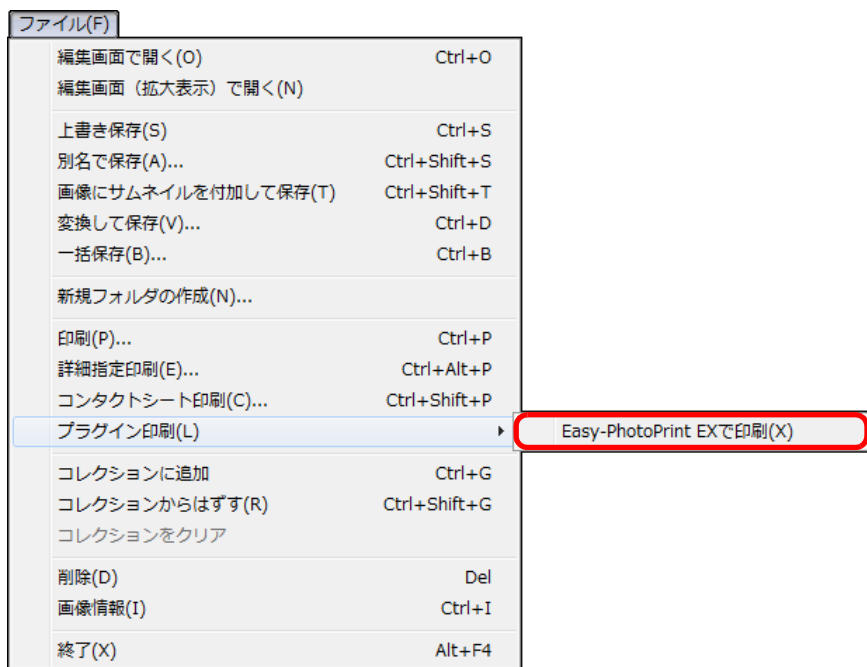 ファイル(F)
編集画面で開く(O) Ctrl+O
編集画面（拡大表示）で開く(N)
上書き保存(S) Ctrl+S
別名で保存(A)... Ctrl+Shift+S
画像にサムネイルを付加して保存(T) Ctrl+Shift+T
変換して保存(V)... Ctrl+D
一括保存(B)... Ctrl+B
新規フォルダの作成(N)...
印刷(P)... Ctrl+P
詳細指定印刷(E)... Ctrl+Alt+P
コンタクトシート印刷(C)... Ctrl+Shift+P
プラグイン印刷(L) Easy-PhotoPrint EXで印刷(X)
コレクションに追加 Ctrl+G
コレクションからはずす(R) Ctrl+Shift+G
コレクションをクリア
削除(D) Del
画像情報(I) Ctrl+I
終了(X) Alt+F4